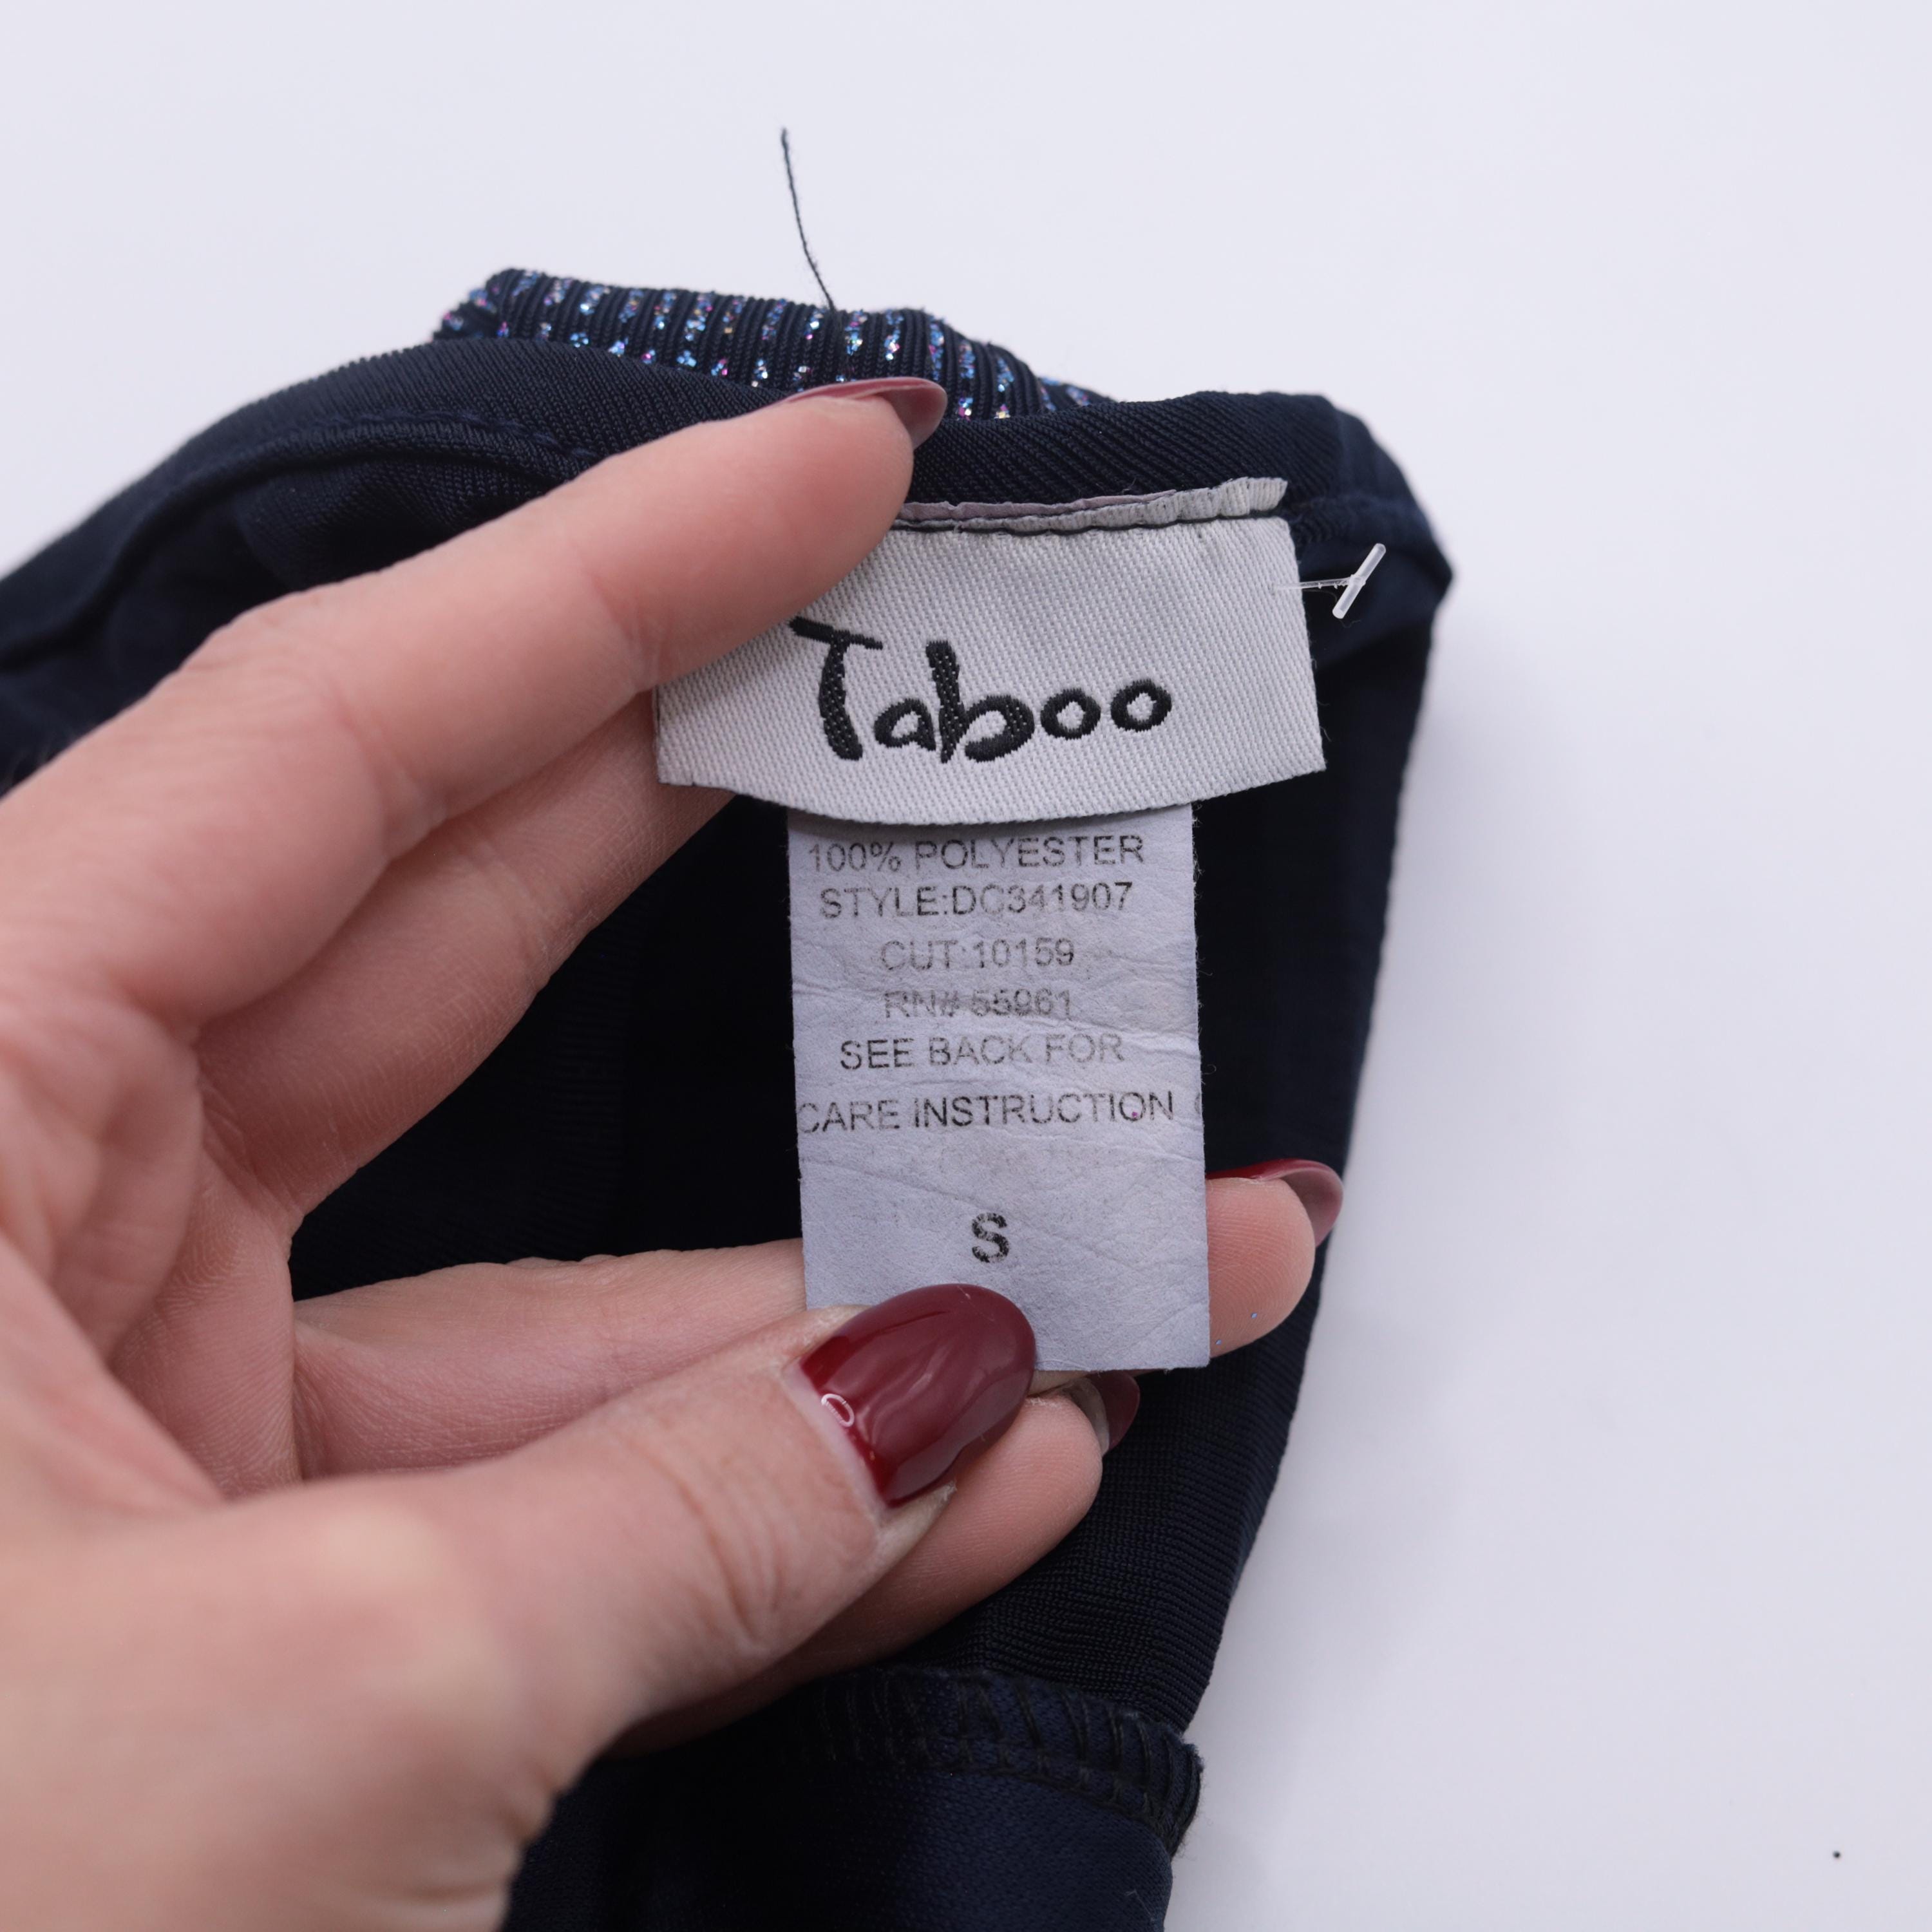 Taboo
100% POLYESTER
STYLE:DC341907
CUT:10159
RN# 55961
SEE BACK FOR
CARE INSTRUCTION
S